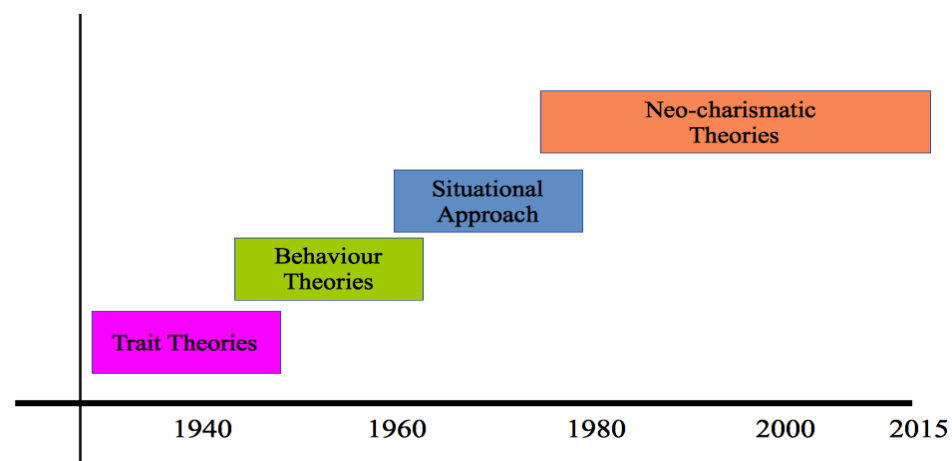 Neo-charismatic
Theories
Situational
Approach
Behaviour
Theories
Trait Theories
1940 1960 1980 2000 2015